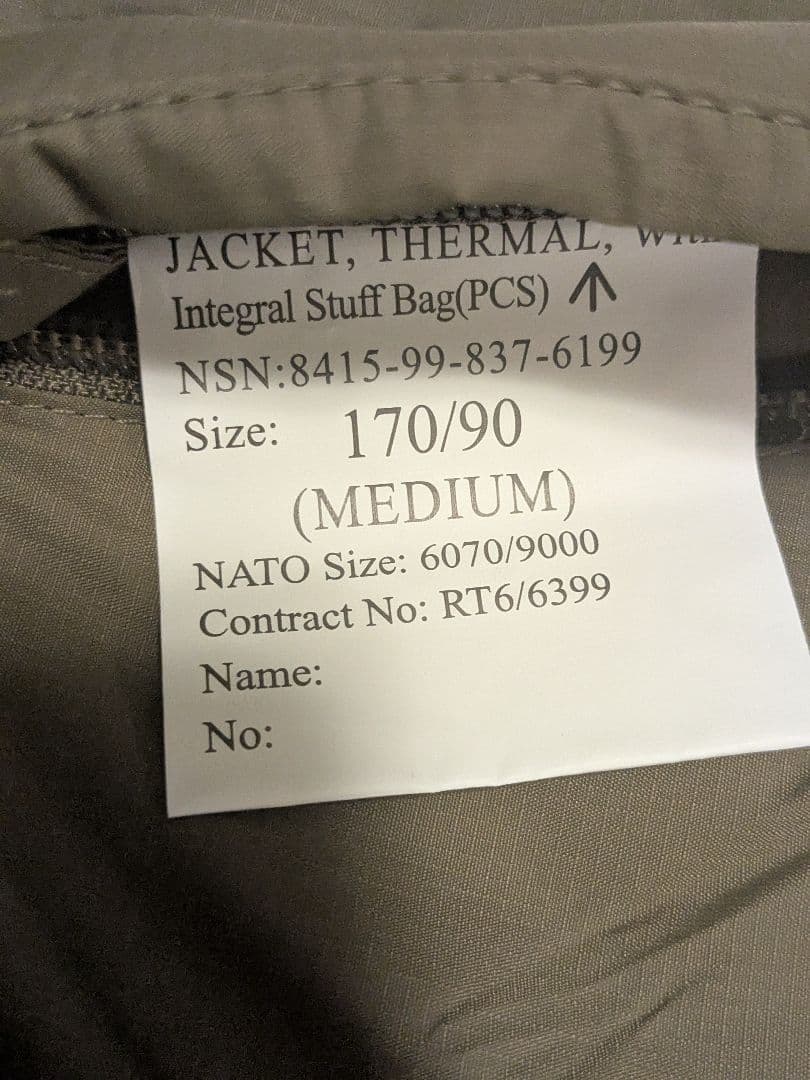 JACKET, THERMAL,
Integral Stuff Bag(PCS)
NSN:8415-99-837-6199
Size: 170/90
(MEDIUM)
NATO Size: 6070/9000
Contract No: RT6/6399
Name:
No: